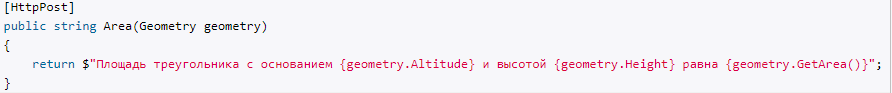 [HttpPost]
public string Area(Geometry geometry)
{
    return $"Площадь треугольника с основанием {geometry.Altitude} и высотой {geometry.Height} равна {geometry.GetArea()}";
}